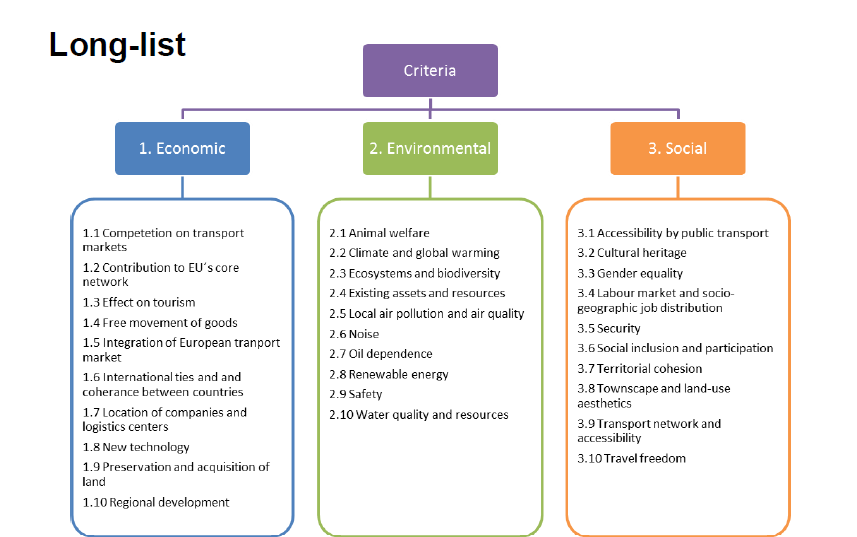 Long-list
Criteria
1. Economic
2. Environmental
3. Social
1.1 Competetion on transport
markets
1.2 Contribution to EU´s core
network
1.3 Effect on tourism
1.4 Free movement of goods
1.5 Integration of European tranport
market
1.6 International ties and and
coherance between countries
1.7 Location of companies and
logistics centers
1.8 New technology
1.9 Preservation and acquisition of
land
1.10 Regional development
2.1 Animal welfare
2.2 Climate and global warming
2.3 Ecosystems and biodiversity
2.4 Existing assets and resources
2.5 Local air pollution and air quality
2.6 Noise
2.7 Oil dependence
2.8 Renewable energy
2.9 Safety
2.10 Water quality and resources
3.1 Accessibility by public transport
3.2 Cultural heritage
3.3 Gender equality
3.4 Labour market and socio-
geographic job distribution
3.5 Security
3.6 Social inclusion and participation
3.7 Territorial cohesion
3.8 Townscape and land-use
aesthetics
3.9 Transport network and
accessibility
3.10 Travel freedom